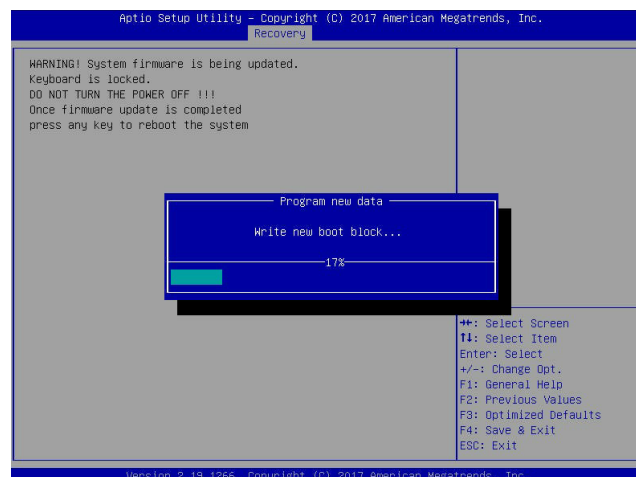 Aptio Setup Utility – Copyright (C) 2017 American Megatrends, Inc.
Recovery
WARNING! System firmware is being updated.
Keyboard is locked.
DO NOT TURN THE POWER OFF !!!
Once firmware update is completed
press any key to reboot the system
Program new data
Write new boot block...
17%
→←: Select Screen
↑↓: Select Item
Enter: Select
+/-: Change Opt.
F1: General Help
F2: Previous Values
F3: Optimized Defaults
F4: Save & Exit
ESC: Exit
Version 2.19.1266. Copyright (C) 2017 American Megatrends, Inc.